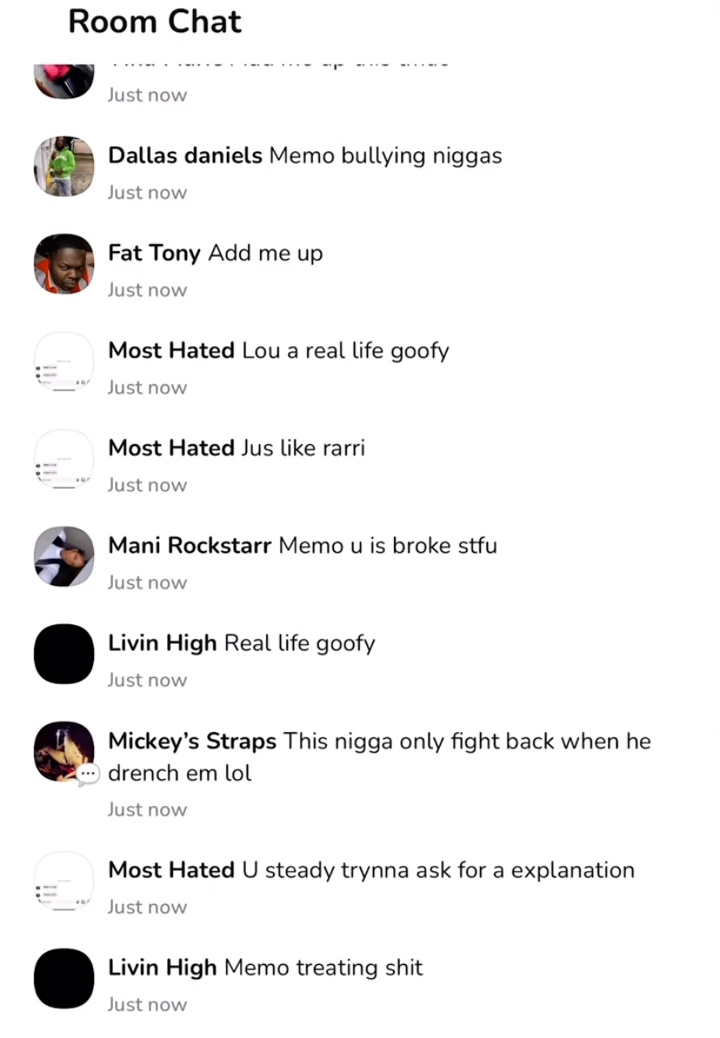 Room Chat
Just now
Dallas daniels Memo bullying niggas
Just now
Fat Tony Add me up
Just now
Most Hated Lou a real life goofy
Just now
Most Hated Jus like rarri
Just now
Mani Rockstarr Memo u is broke stfu
Just now
Livin High Real life goofy
Just now
Mickey’s Straps This nigga only fight back when he
drench em lol
Just now
Most Hated U steady trynna ask for a explanation
Just now
Livin High Memo treating shit
Just now